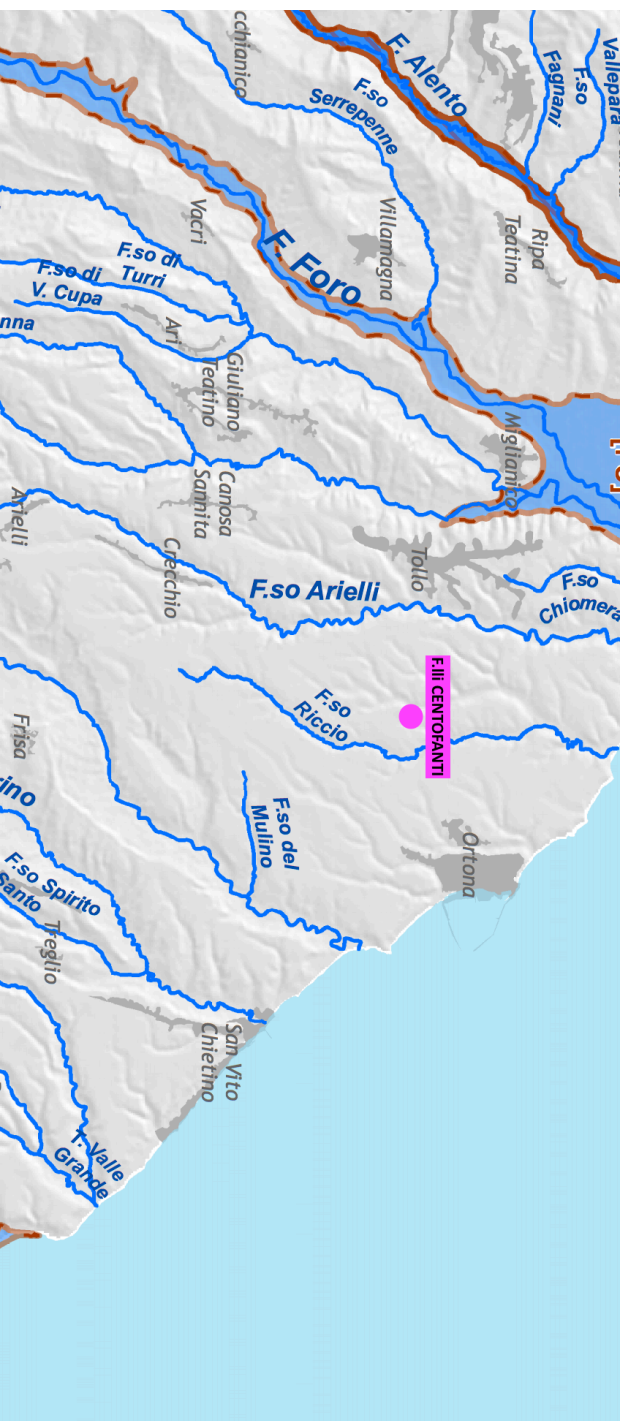 cchianico
F. Alento
F.so
Fagnani
F.so
Vallepara
F.so
Serrepenne
Vacri
Villamagna
Ripa
Teatina
F. Foro
F.so di
Turri
F.so di
V. Cupa
nna
Ari
Giuliano
Teatino
Miglianico
Canosa
Sannita
Arielli
Crecchio
Tollo
F.so Arielli
F.so
Chiomera
F.lli CENTOFANTI
F.so
Riccio
Frisa
ino
F.so del
Mulino
Ortona
F.so Spirito
Santo
Treglio
San Vito
Chietino
T. Valle
Grande